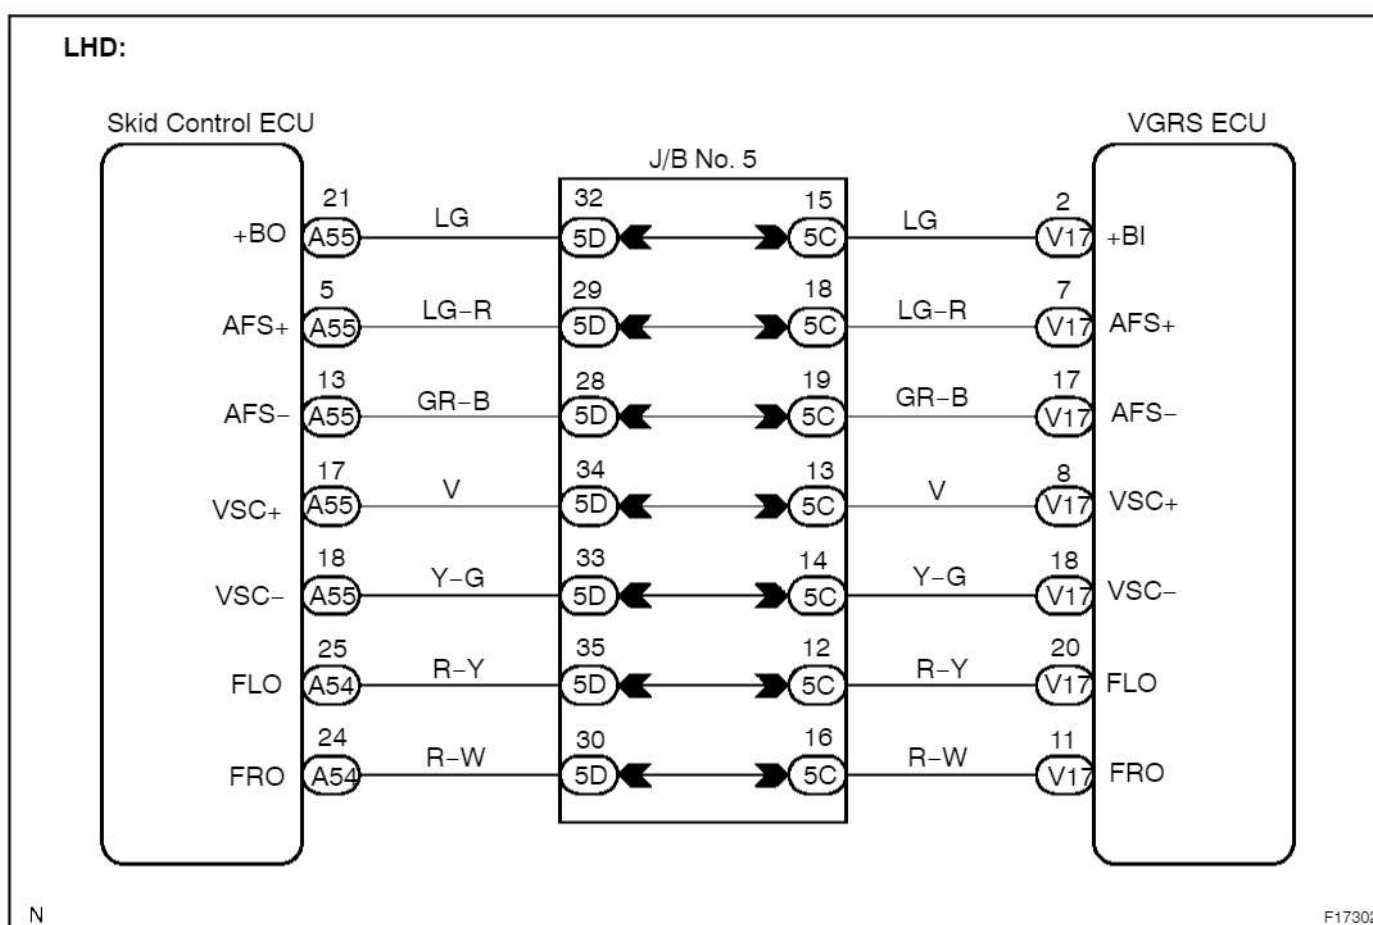 LHD:
Skid Control ECU
VGRS ECU
J/B No. 5
21 32 15 2
+BO A55 LG 5D 5C LG V17 +BI
5 29 18 7
AFS+ A55 LG–R 5D 5C LG–R V17 AFS+
13 28 19 17
AFS– A55 GR–B 5D 5C GR–B V17 AFS–
17 34 13 8
VSC+ A55 V 5D 5C V V17 VSC+
18 33 14 18
VSC– A55 Y–G 5D 5C Y–G V17 VSC–
25 35 12 20
FLO A54 R–Y 5D 5C R–Y V17 FLO
24 30 16 11
FRO A54 R–W 5D 5C R–W V17 FRO
N
F17302